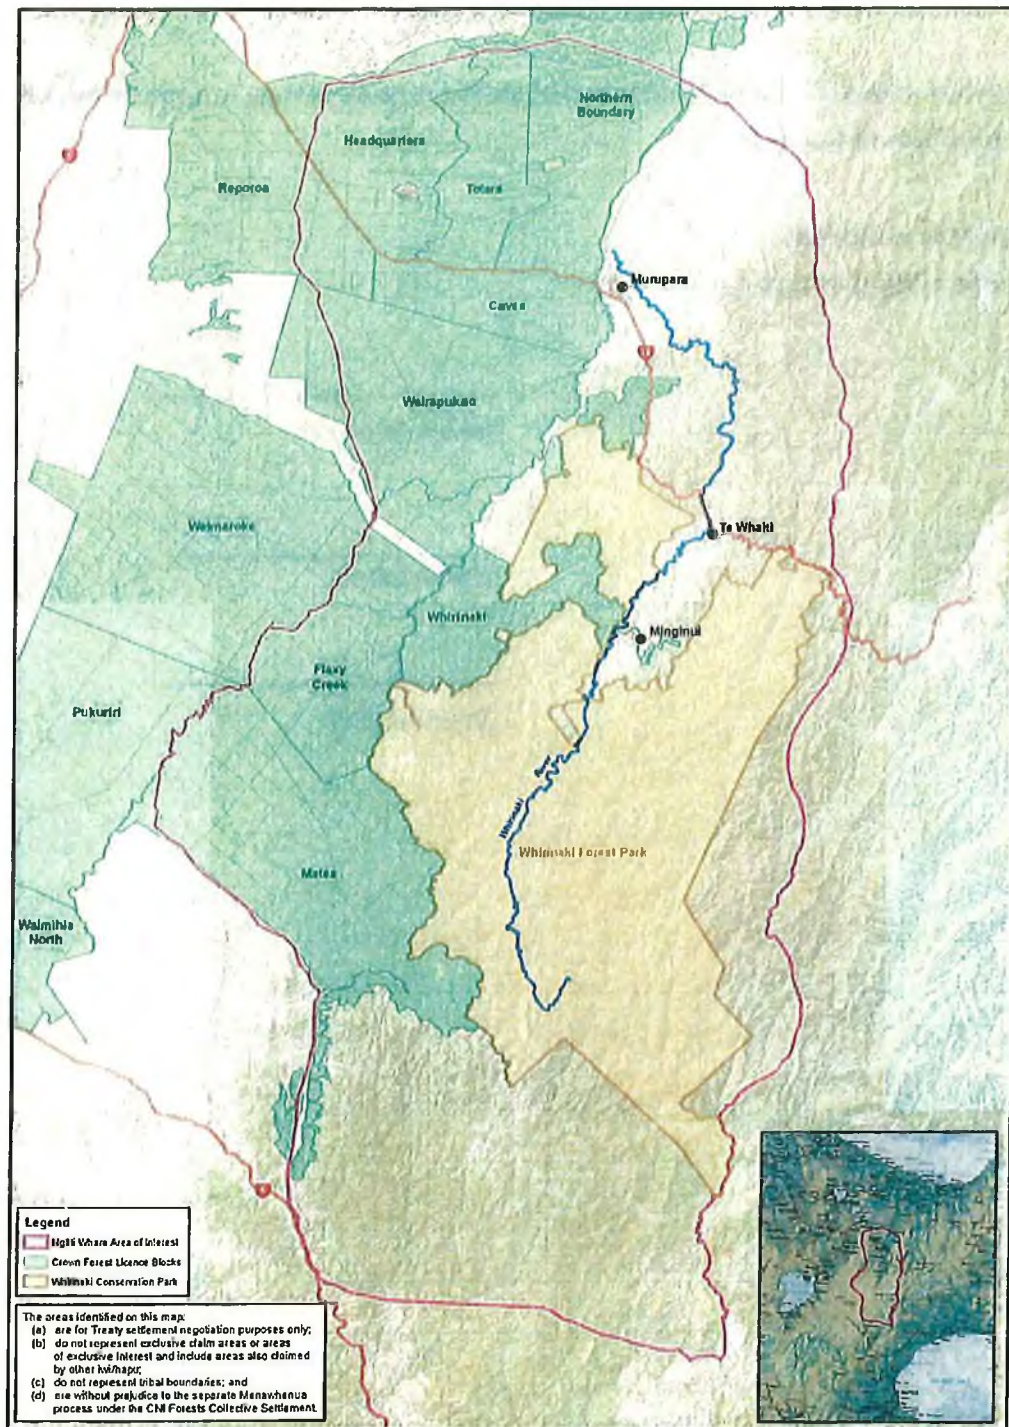 Northern
Boundary
Headquarters
Reporoa
Totara
Murupara
Caves
Wairapukao
Waimaroke
Te Whaiti
Whirinaki
Minginui
Flaxy
Creek
Pukuriri
Whirinaki River
Whirinaki Forest Park
Matea
Waimihia
North
Legend
Ngāti Whare Area of Interest
Crown Forest Licence Blocks
Whirinaki Conservation Park
The areas identified on this map:
(a) are for Treaty settlement negotiation purposes only;
(b) do not represent exclusive claim areas or areas
of exclusive interest and include areas also claimed
by other iwi/hapu;
(c) do not represent tribal boundaries; and
(d) are without prejudice to the separate Manawhenua
process under the CNI Forests Collective Settlement.